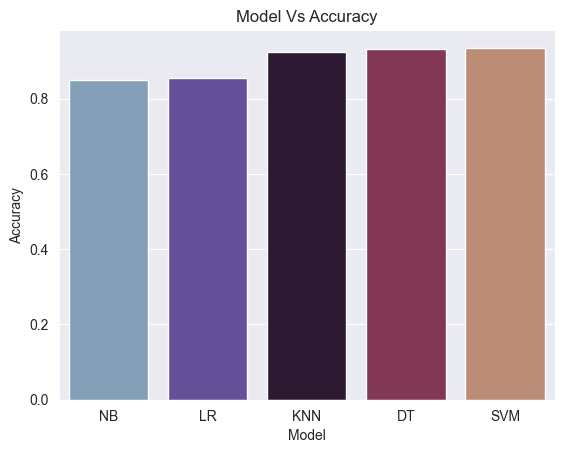 Model Vs Accuracy
Accuracy
0.8
0.6
0.4
0.2
0.0
NB LR KNN DT SVM
Model